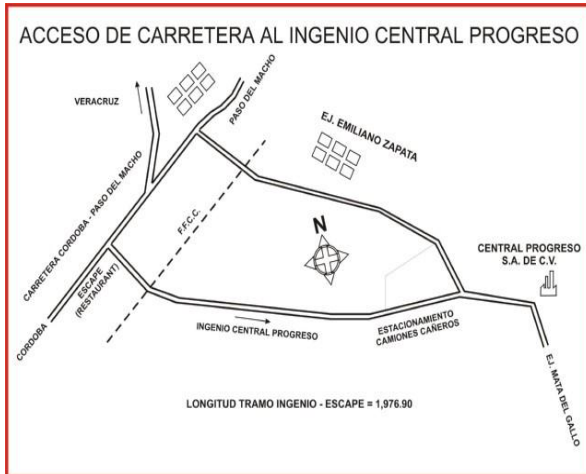 ACCESO DE CARRETERA AL INGENIO CENTRAL PROGRESO
VERACRUZ
PASO DEL MACHO
EJ. EMILIANO ZAPATA
CARRETERA CORDOBA - PASO DEL MACHO
F.F.C.C.
N
CENTRAL PROGRESO
S.A. DE C.V.
ESCAPE
(RESTAURANT)
CORDOBA
INGENIO CENTRAL PROGRESO
ESTACIONAMIENTO
CAMIONES CAÑEROS
EJ. MATA DEL GALLO
LONGITUD TRAMO INGENIO - ESCAPE = 1,976.90